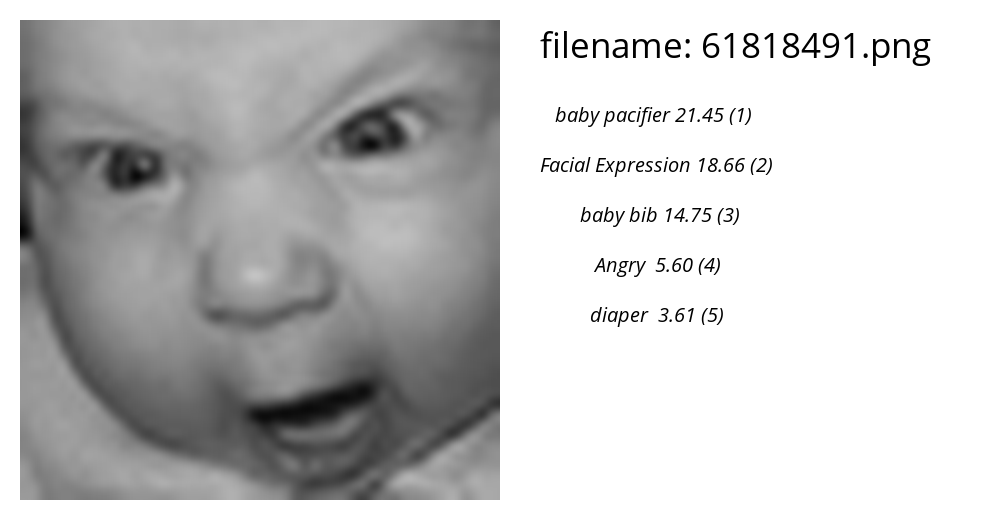 filename: 61818491.png
baby pacifier 21.45 (1)
Facial Expression 18.66 (2)
baby bib 14.75 (3)
Angry  5.60 (4)
diaper  3.61 (5)